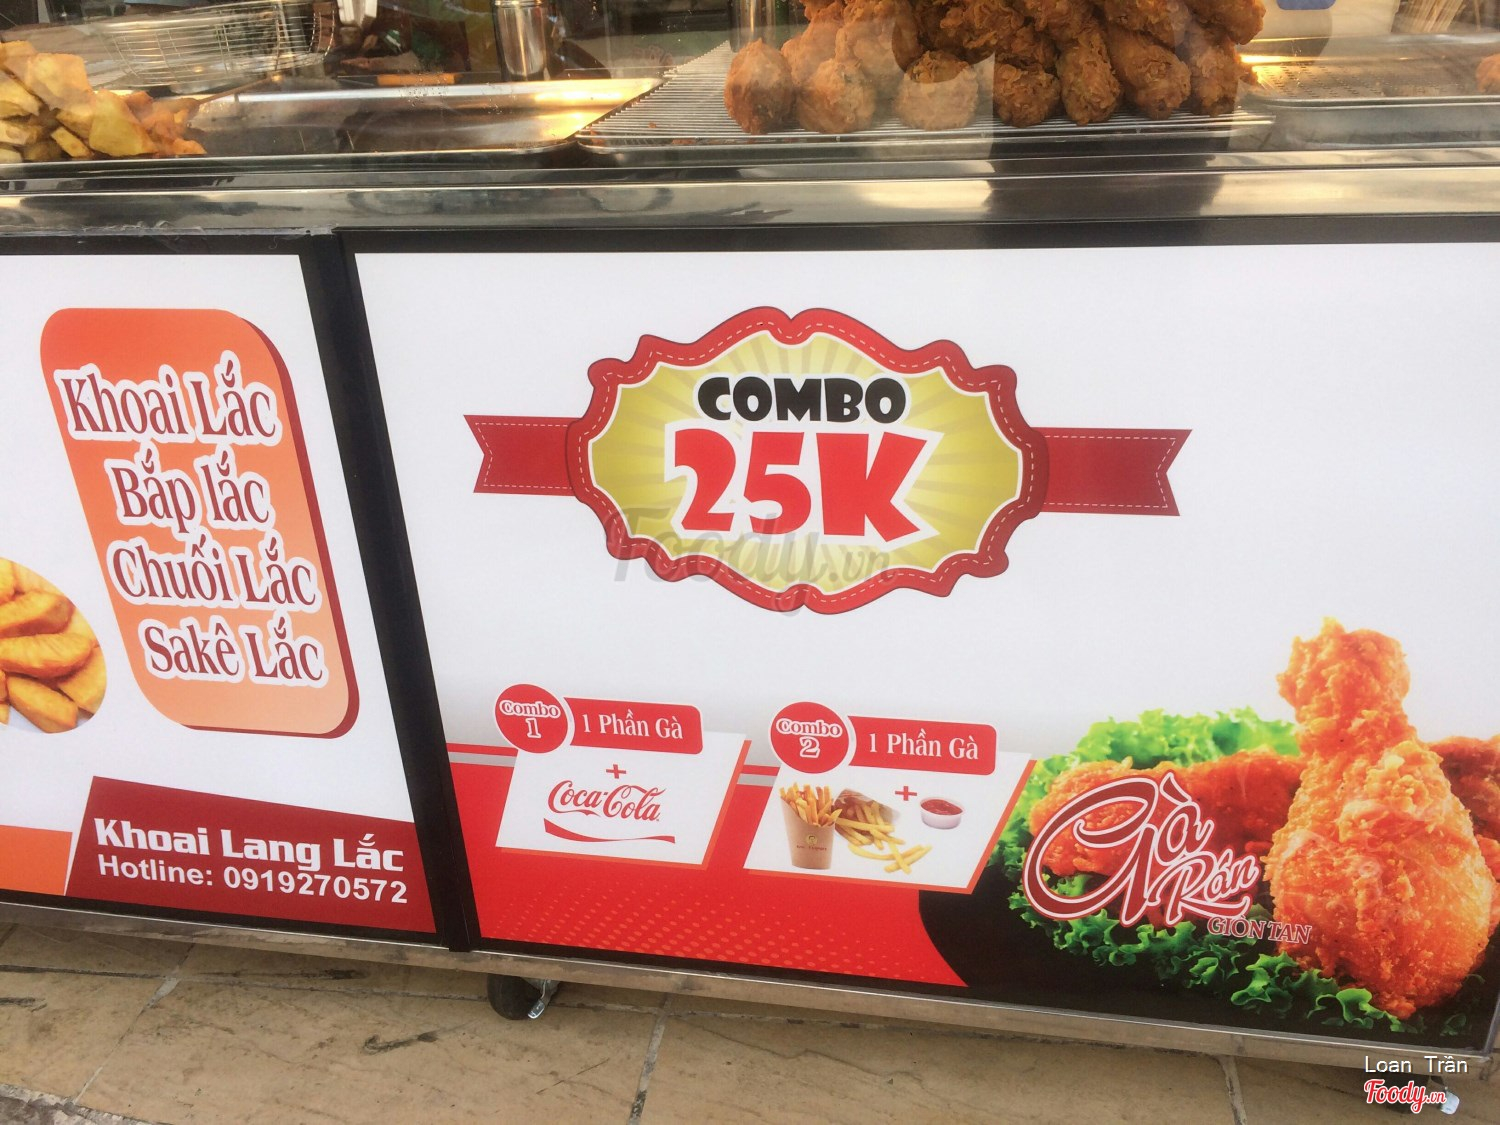 Khoai Lắc
Bắp lắc
Chuối Lắc
Sakê Lắc
Khoai Lang Lắc
Hotline: 0919270572
COMBO
25K
Foody.vn
Combo
1
1 Phần Gà
+
Coca-Cola
Combo
2
1 Phần Gà
+
Gà
Rán
GIÒN TAN
Loan Trần
Foody.vn